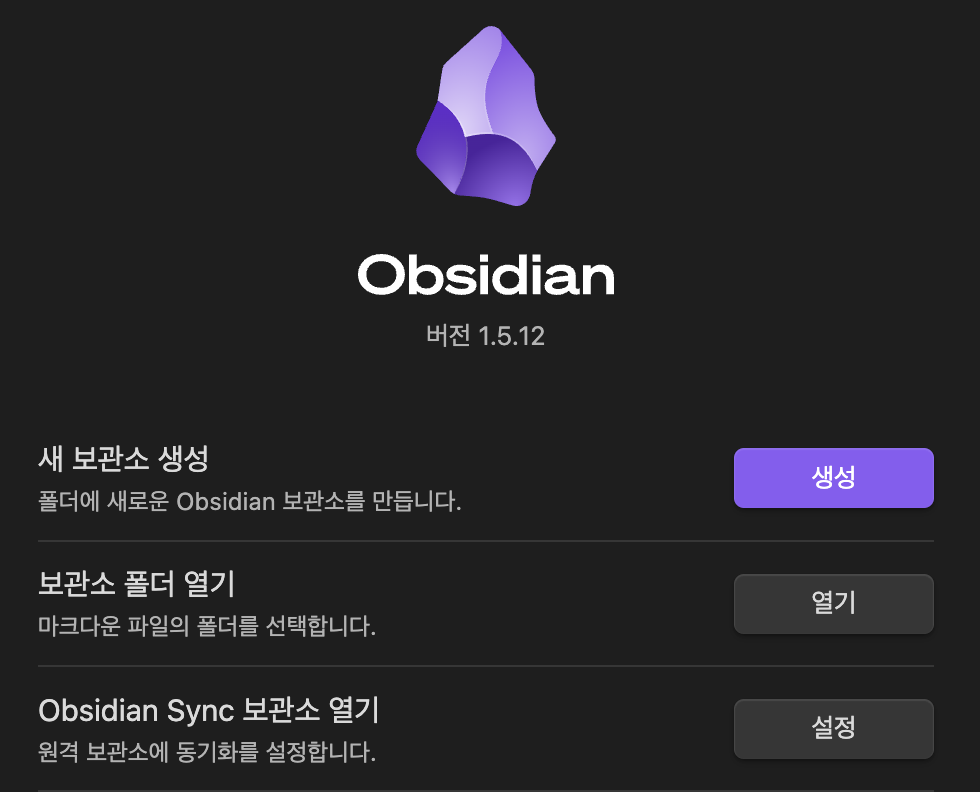 Obsidian
버전 1.5.12
새 보관소 생성
폴더에 새로운 Obsidian 보관소를 만듭니다.
생성
보관소 폴더 열기
마크다운 파일의 폴더를 선택합니다.
열기
Obsidian Sync 보관소 열기
원격 보관소에 동기화를 설정합니다.
설정